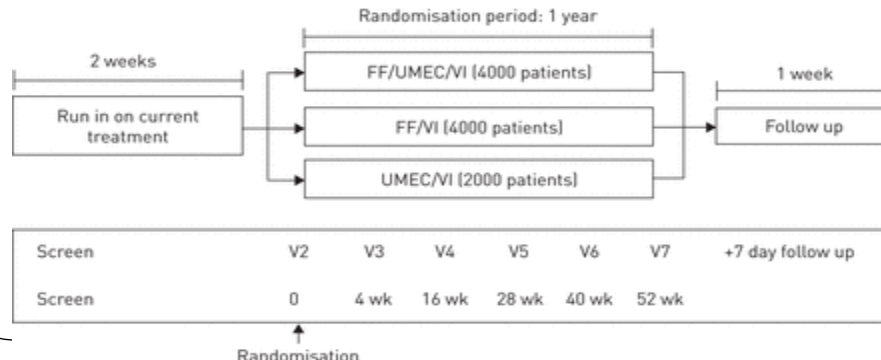 Randomisation period: 1 year
2 weeks
FF/UMEC/VI (4000 patients)
1 week
Run in on current
treatment
FF/VI (4000 patients)
Follow up
UMEC/VI (2000 patients)
Screen V2 V3 V4 V5 V6 V7 +7 day follow up
Screen 0 4 wk 16 wk 28 wk 40 wk 52 wk
Randomisation